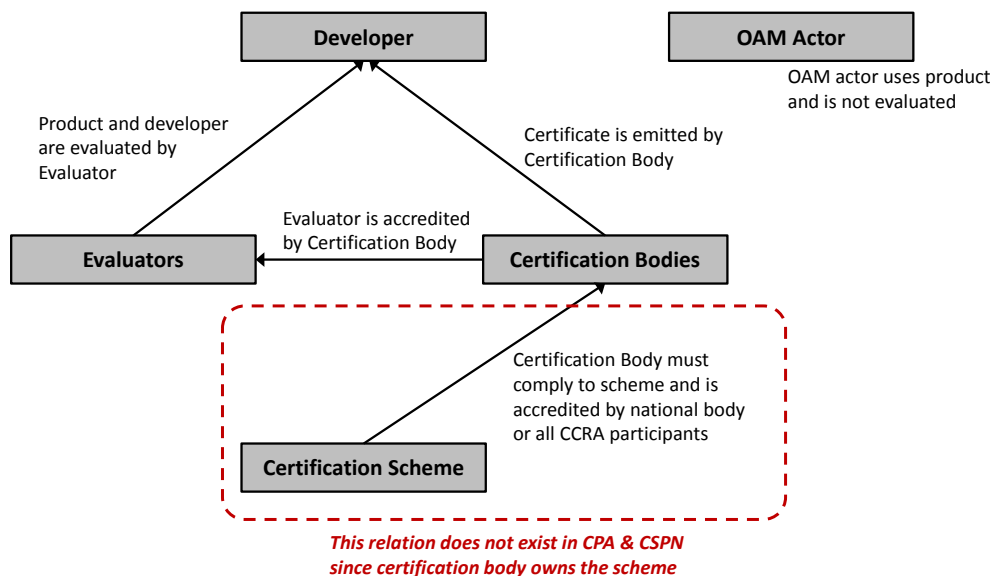 Developer
OAM Actor
OAM actor uses product
and is not evaluated
Product and developer
are evaluated by
Evaluator
Certificate is emitted by
Certification Body
Evaluator is accredited
by Certification Body
Evaluators
Certification Bodies
Certification Body must
comply to scheme and is
accredited by national body
or all CCRA participants
Certification Scheme
This relation does not exist in CPA & CSPN
since certification body owns the scheme